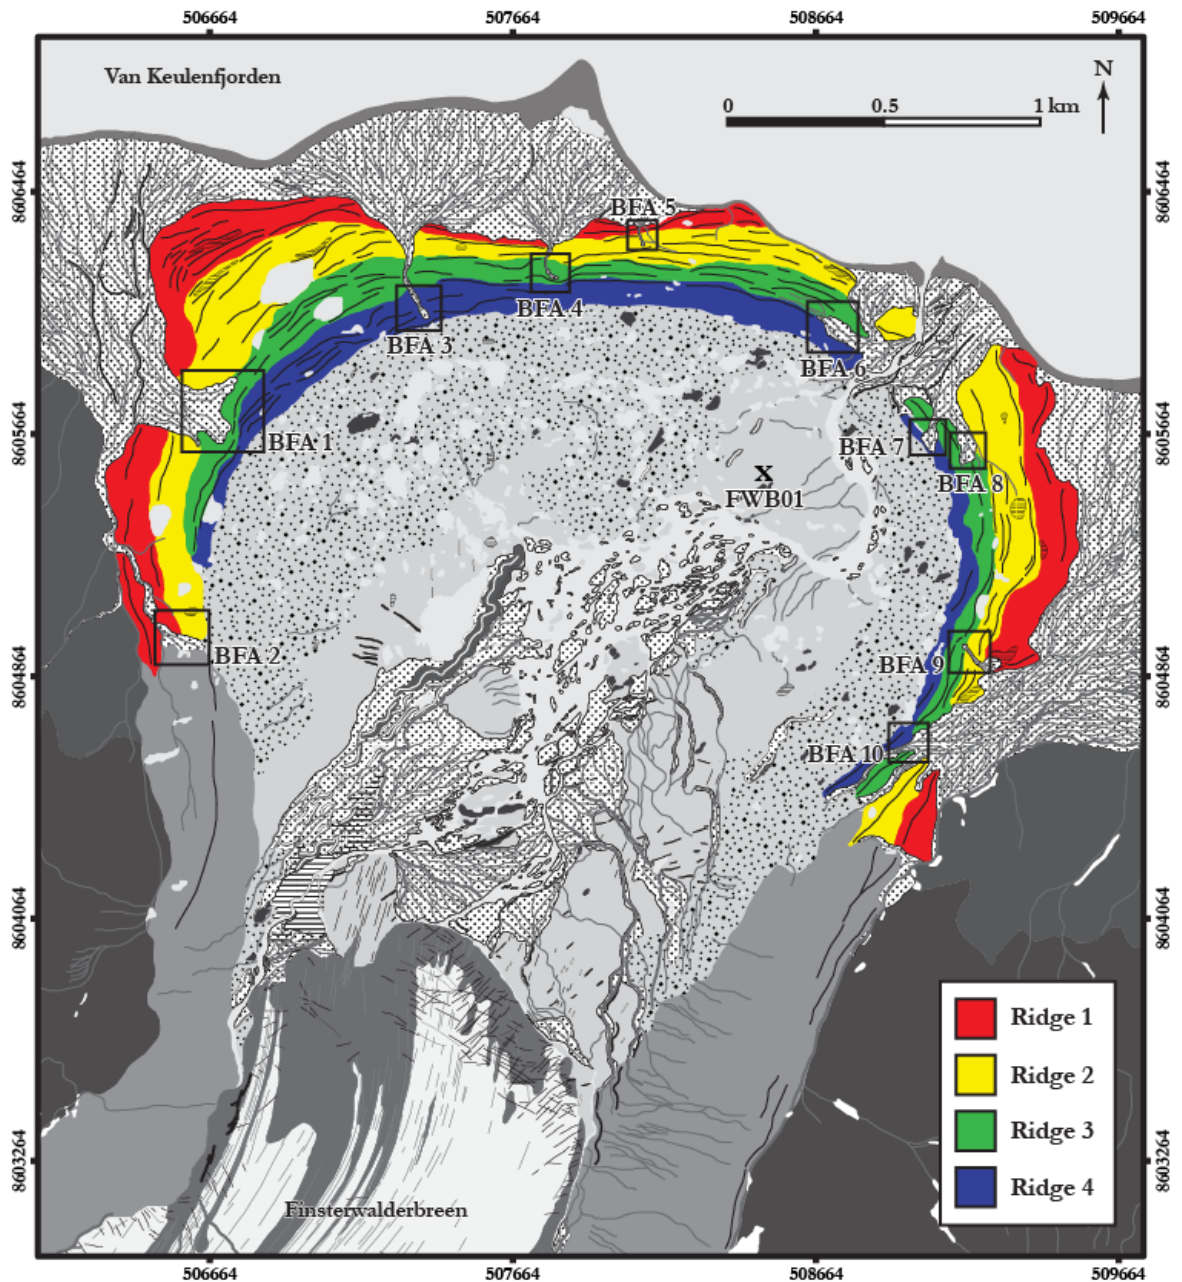 506664 507664 508664 509664
Van Keulenfjorden
N
0 0.5 1 km
8606464 8606464
BFA 5
BFA 4
BFA 3
BFA 6
8605664 8605664
BFA 1
BFA 7
BFA 8
X
FWB01
BFA 2
BFA 9
8604864 8604864
BFA 10
8604064 8604064
Ridge 1
Ridge 2
Ridge 3
Ridge 4
8603264 8603264
Finsterwalderbreen
506664 507664 508664 509664